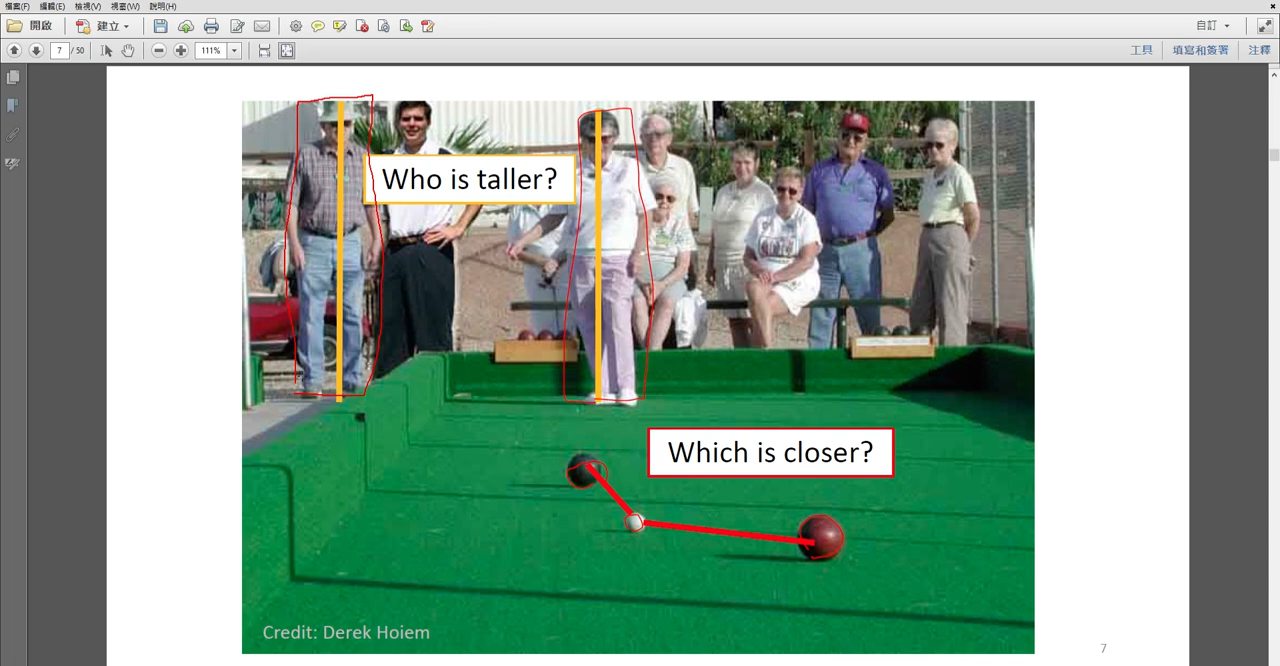 檔案(F) 編輯(E) 檢視(V) 視窗(W) 說明(H)
開啟 建立 自訂
7 / 50 111% 工具 填寫和簽署 注釋
Who is taller?
Which is closer?
Credit: Derek Hoiem
7